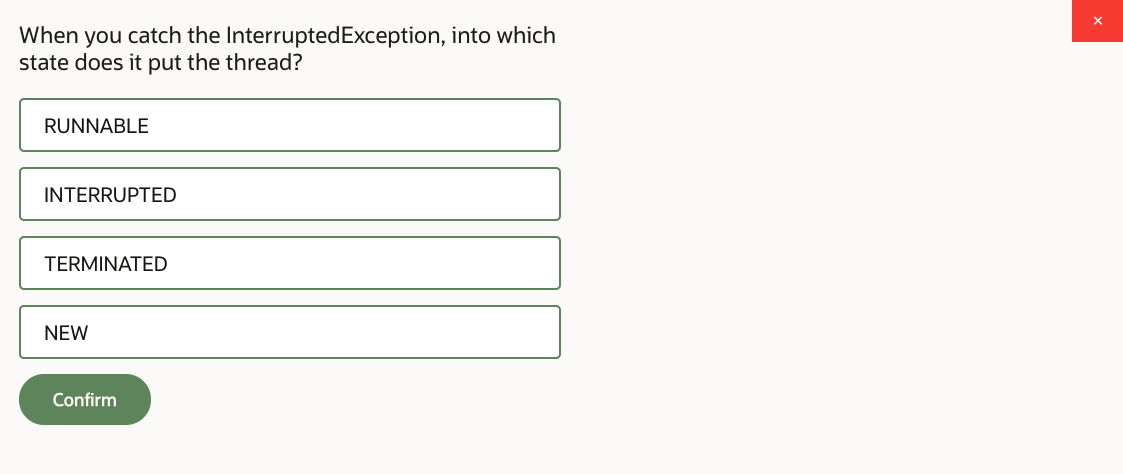 When you catch the InterruptedException, into which
state does it put the thread?
RUNNABLE
INTERRUPTED
TERMINATED
NEW
Confirm
×